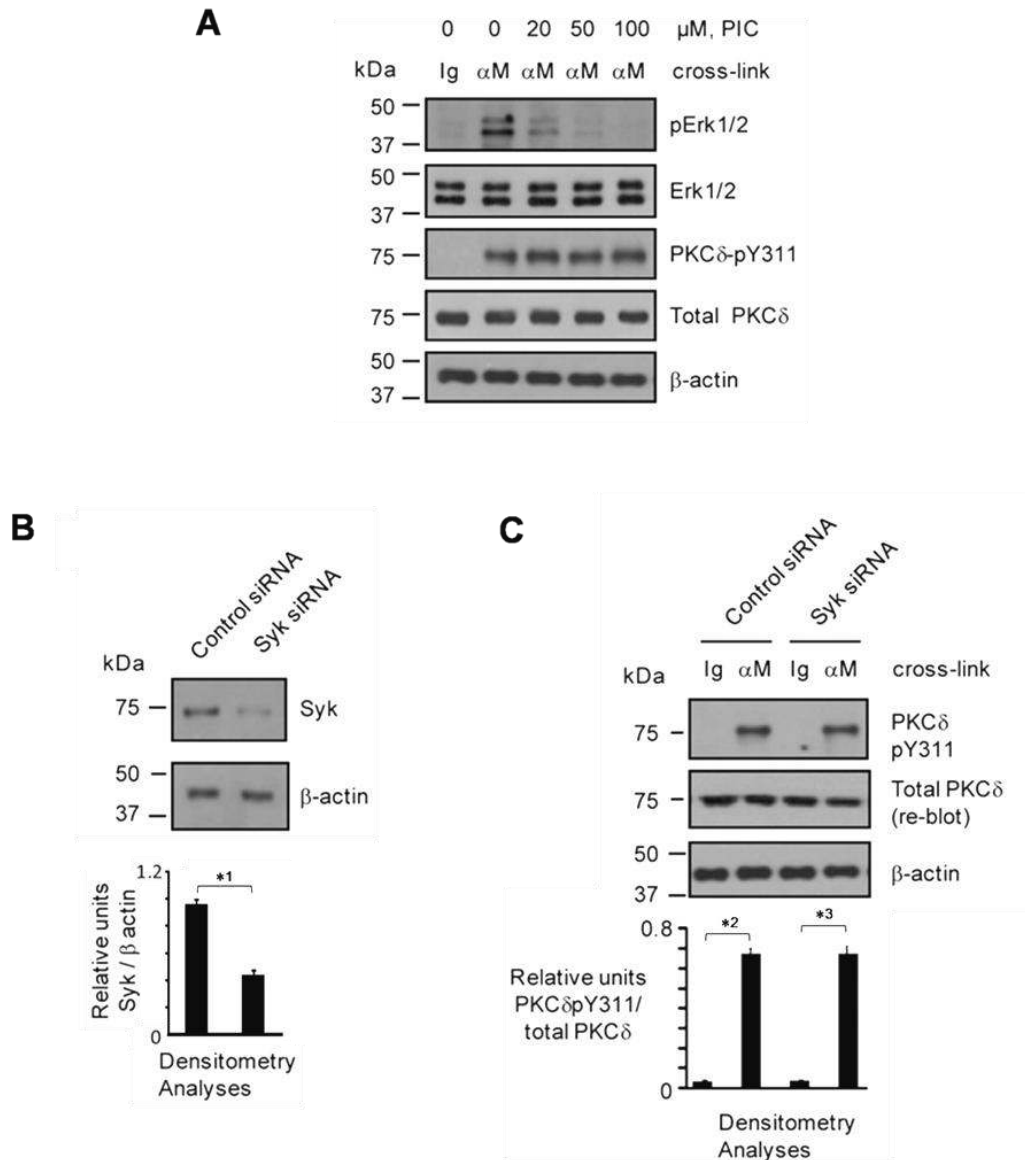 A
0 0 20 50 100 µM, PIC
kDa Ig αM αM αM αM cross-link
50
37
pErk1/2
50
37
Erk1/2
75
PKCδ-pY311
75
Total PKCδ
50
37
β-actin
B
Control siRNA
Syk siRNA
kDa
75
Syk
50
37
β-actin
1.2
*1
0
Relative units
Syk / β actin
Densitometry
Analyses
C
Control siRNA
Syk siRNA
Ig αM Ig αM cross-link
kDa
75
PKCδ
pY311
75
Total PKCδ
(re-blot)
50
37
β-actin
0.8
*2
*3
0
Relative units
PKCδpY311/
total PKCδ
Densitometry
Analyses